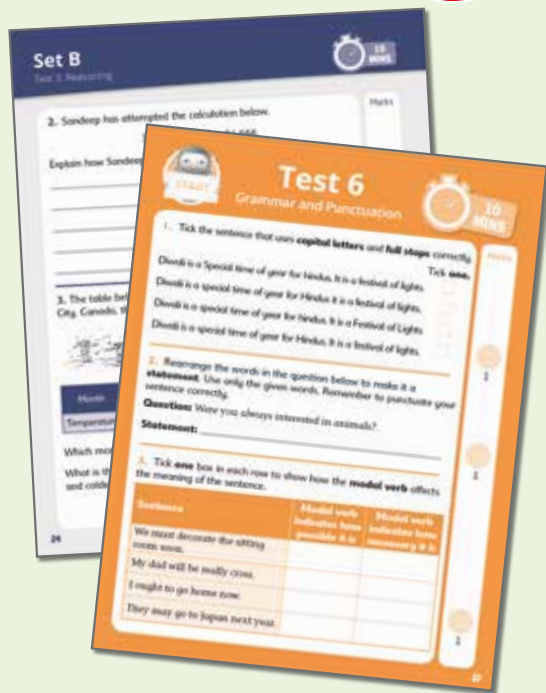 Set B
Test 3: Reasoning
10
MINS
Marks
2. Sandeep has attempted the calculation below.
Explain how Sandeep
3. The table bel
City, Canada, th
Month
Temperature
Which mon
What is th
and colde
24
START
Test 6
Grammar and Punctuation
10
MINS
Marks
1. Tick the sentence that uses capital letters and full stops correctly.
Tick one.
Diwali is a Special time of year for Hindus. It is a festival of lights.
Diwali is a special time of year for Hindus it is a festival of lights.
Diwali is a special time of year for hindus. It is a Festival of Lights
Diwali is a special time of year for Hindus. It is a festival of lights.
1
2. Rearrange the words in the question below to make it a
statement. Use only the given words. Remember to punctuate your
sentence correctly.
Question: Were you always interested in animals?
Statement:
1
3. Tick one box in each row to show how the modal verb affects
the meaning of the sentence.
Sentence
Modal verb
indicates how
possible it is
Modal verb
indicates how
necessary it is
We must decorate the sitting
room soon.
My dad will be really cross.
I ought to go home now.
They may go to Japan next year.
1